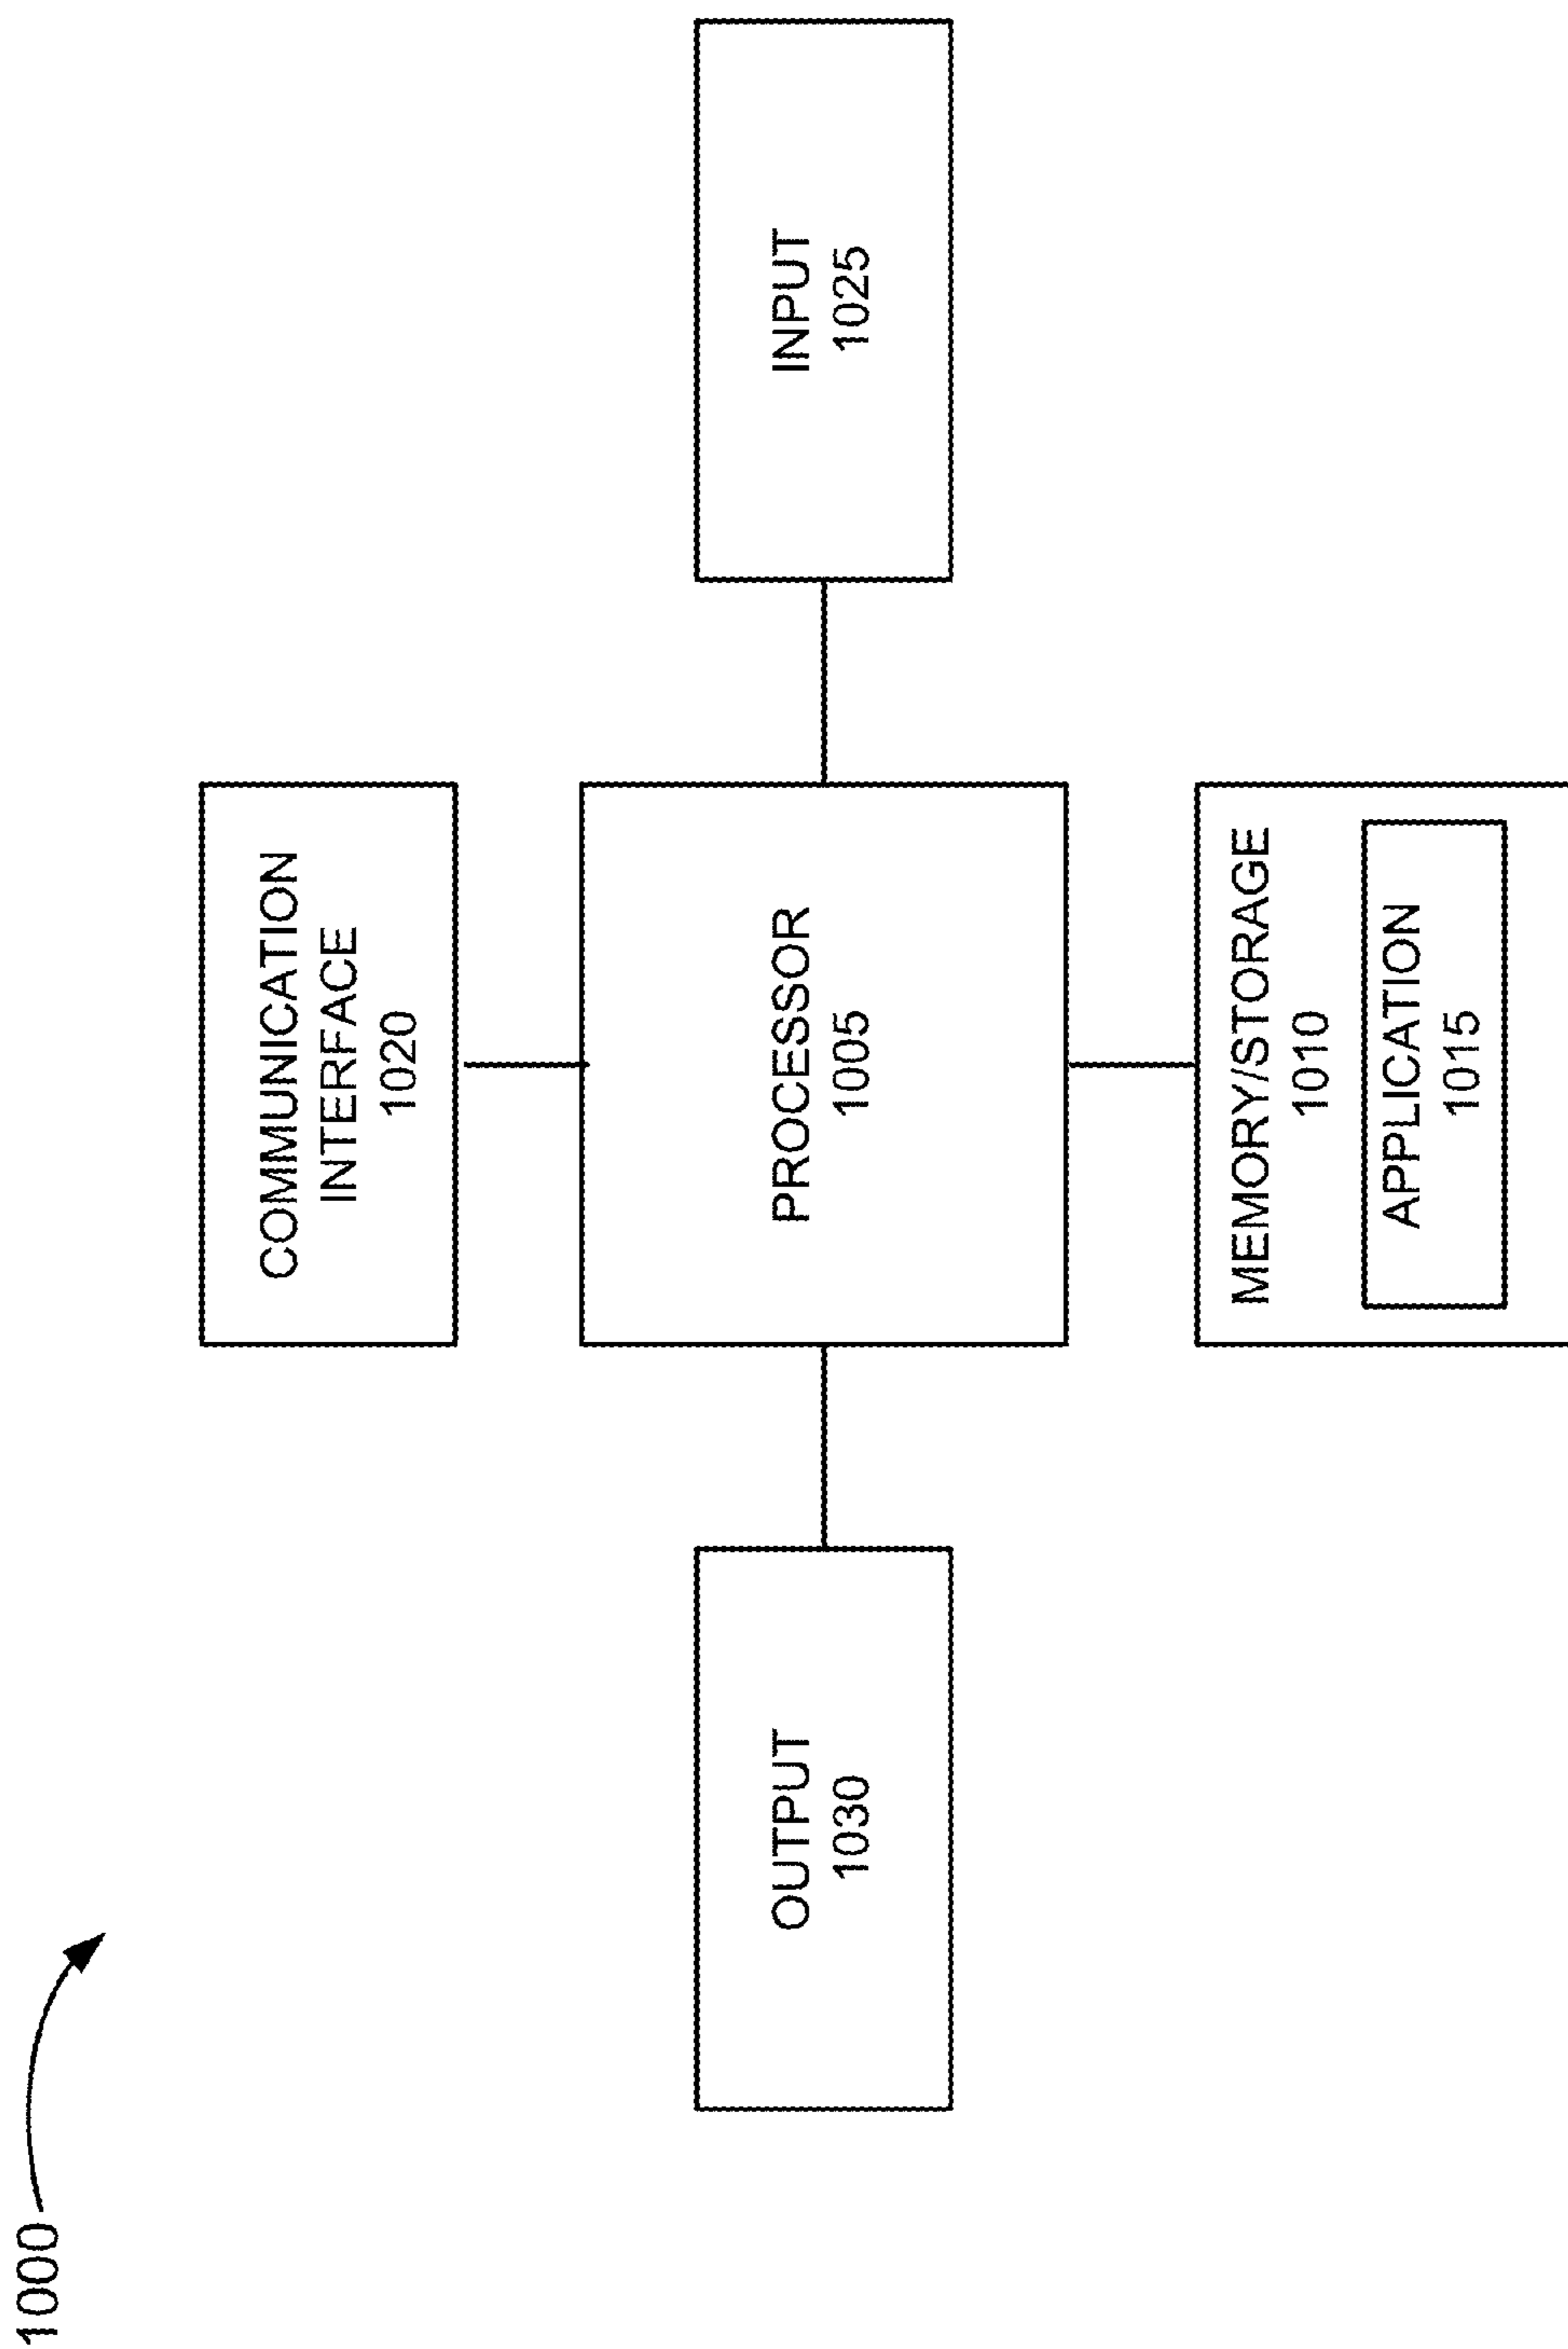 1000
COMMUNICATION
INTERFACE
1020
OUTPUT
1030
PROCESSOR
1005
INPUT
1025
MEMORY/STORAGE
1010
APPLICATION
1015